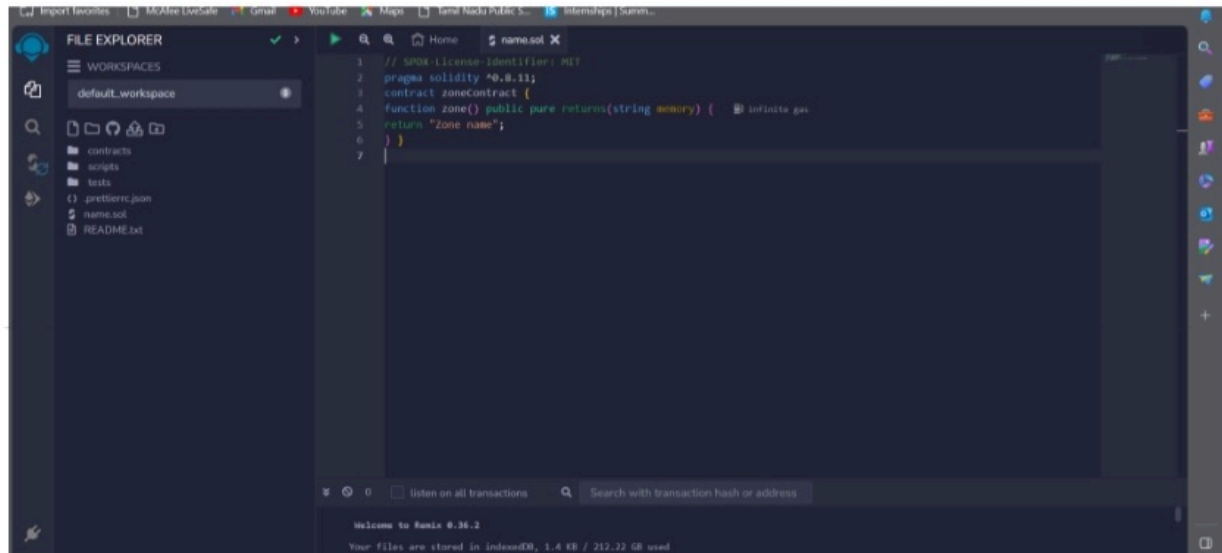 Import favorites McAfee LiveSafe Gmail YouTube Maps Tamil Nadu Public S... IS Internships | Summ...
FILE EXPLORER
WORKSPACES
default_workspace
contracts
scripts
tests
{} .prettierrc.json
name.sol
README.txt
Home name.sol X
1 // SPDX-License-Identifier: MIT
2 pragma solidity ^0.8.11;
3 contract zoneContract {
4 function zone() public pure returns(string memory) { infinite gas
5 return "Zone name";
6 } }
7
0 listen on all transactions Search with transaction hash or address
Welcome to Remix 0.36.2
Your files are stored in indexedDB, 1.4 KB / 212.22 GB used